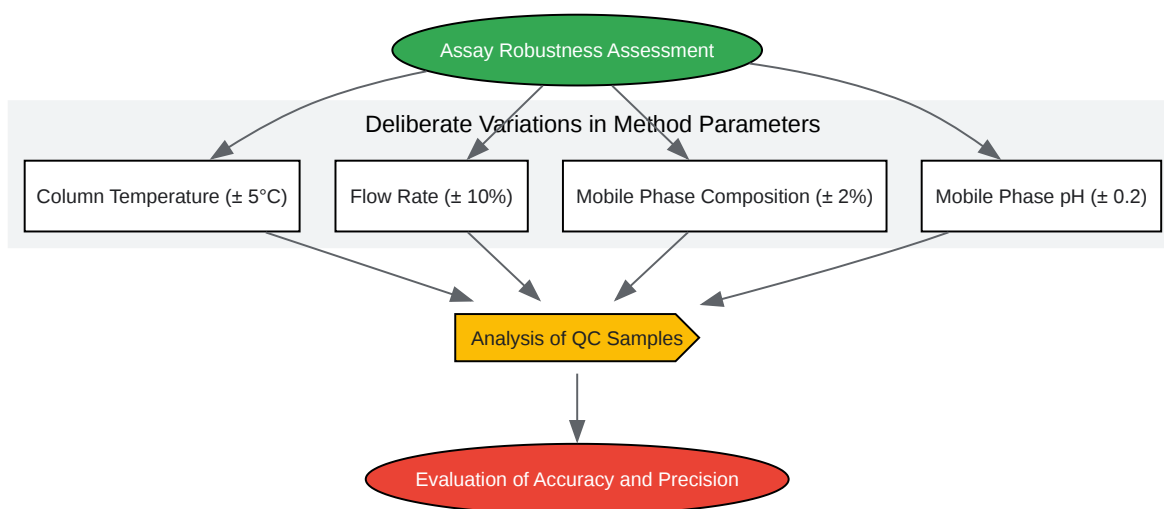 Assay Robustness Assessment
Deliberate Variations in Method Parameters
Column Temperature (± 5°C)
Flow Rate (± 10%)
Mobile Phase Composition (± 2%)
Mobile Phase pH (± 0.2)
Analysis of QC Samples
Evaluation of Accuracy and Precision